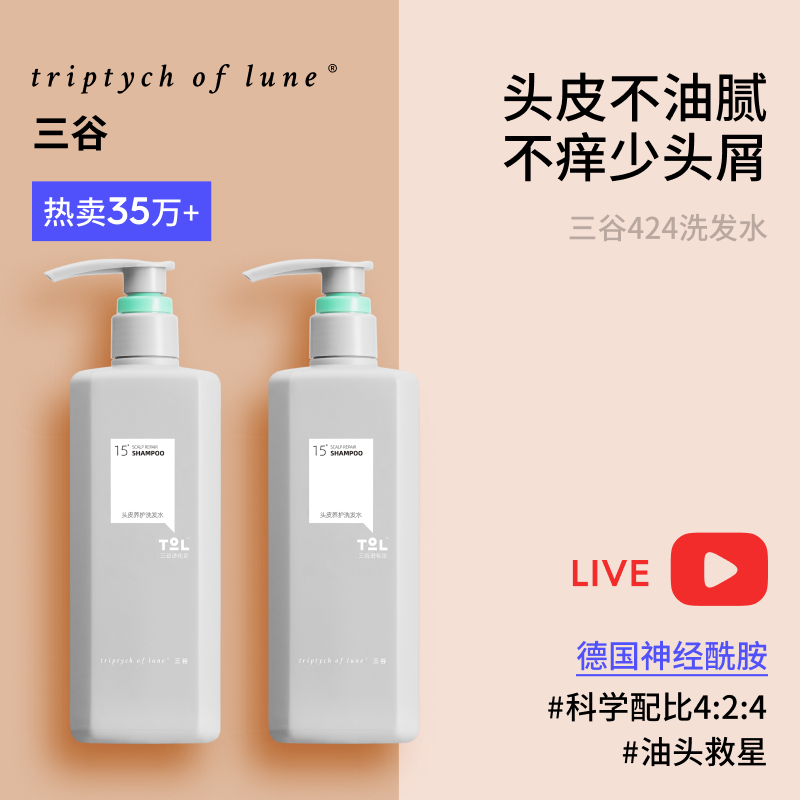 triptych of lune®
三谷
热卖35万+
头皮不油腻
不痒少头屑
三谷424洗发水
15° SCALP REPAIR
SHAMPOO
头皮养护洗发水
TOL
triptych of lune® 三谷
15° SCALP REPAIR
SHAMPOO
头皮养护洗发水
TOL
triptych of lune® 三谷
LIVE
德国神经酰胺
#科学配比4:2:4
#油头救星